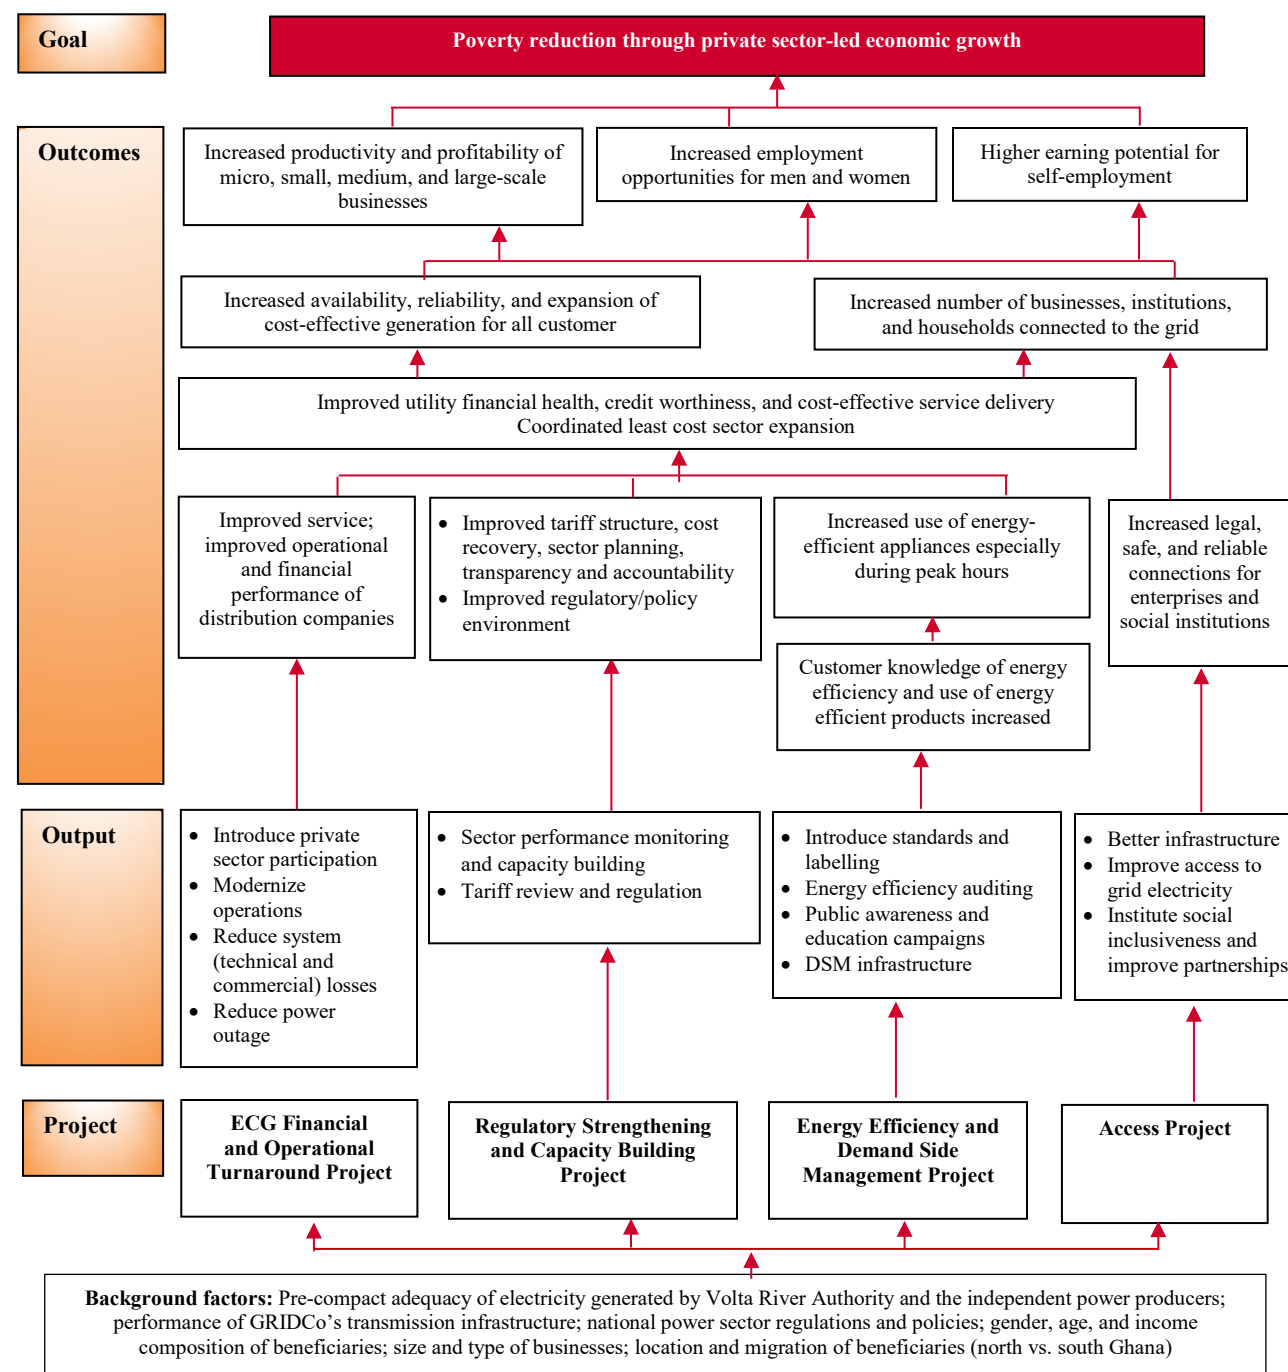 Goal
Poverty reduction through private sector-led economic growth
Outcomes
Increased productivity and profitability of
micro, small, medium, and large-scale
businesses
Increased employment
opportunities for men and women
Higher earning potential for
self-employment
Increased availability, reliability, and expansion of
cost-effective generation for all customer
Increased number of businesses, institutions,
and households connected to the grid
Improved utility financial health, credit worthiness, and cost-effective service delivery
Coordinated least cost sector expansion
Improved service;
improved operational
and financial
performance of
distribution companies
• Improved tariff structure, cost
recovery, sector planning,
transparency and accountability
• Improved regulatory/policy
environment
Increased use of energy-
efficient appliances especially
during peak hours
Increased legal,
safe, and reliable
connections for
enterprises and
social institutions
Customer knowledge of energy
efficiency and use of energy
efficient products increased
Output
• Introduce private
sector participation
• Modernize
operations
• Reduce system
(technical and
commercial) losses
• Reduce power
outage
• Sector performance monitoring
and capacity building
• Tariff review and regulation
• Introduce standards and
labelling
• Energy efficiency auditing
• Public awareness and
education campaigns
• DSM infrastructure
• Better infrastructure
• Improve access to
grid electricity
• Institute social
inclusiveness and
improve partnerships
Project
ECG Financial
and Operational
Turnaround Project
Regulatory Strengthening
and Capacity Building
Project
Energy Efficiency and
Demand Side
Management Project
Access Project
Background factors: Pre-compact adequacy of electricity generated by Volta River Authority and the independent power producers;
performance of GRIDCo’s transmission infrastructure; national power sector regulations and policies; gender, age, and income
composition of beneficiaries; size and type of businesses; location and migration of beneficiaries (north vs. south Ghana)